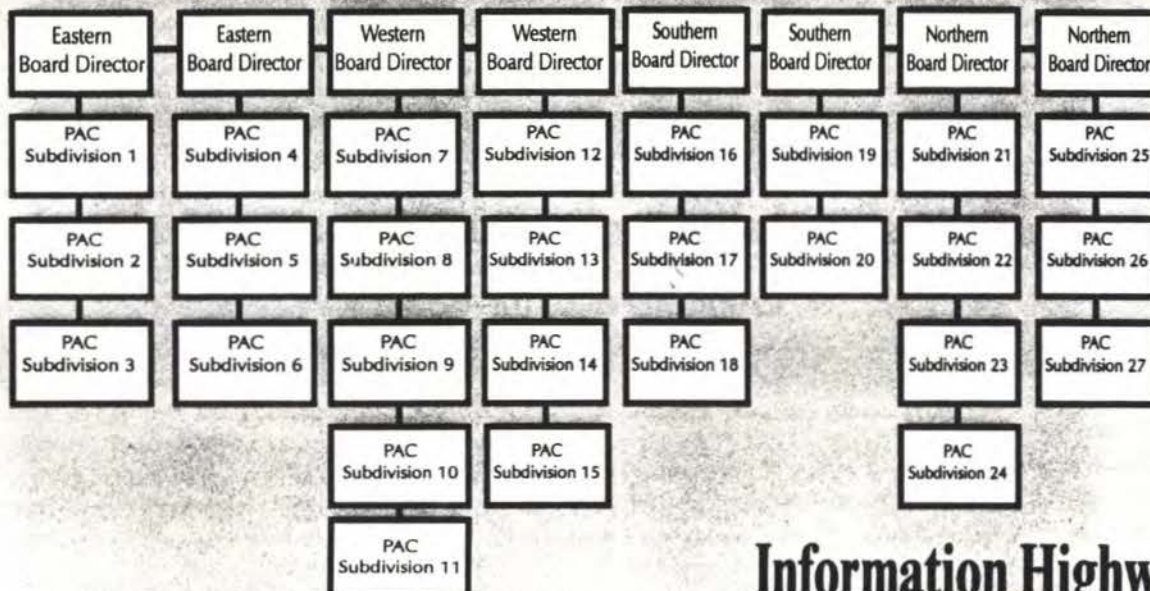 Eastern
Board Director
PAC
Subdivision 1
PAC
Subdivision 2
PAC
Subdivision 3
Eastern
Board Director
PAC
Subdivision 4
PAC
Subdivision 5
PAC
Subdivision 6
Western
Board Director
PAC
Subdivision 7
PAC
Subdivision 8
PAC
Subdivision 9
PAC
Subdivision 10
PAC
Subdivision 11
Western
Board Director
PAC
Subdivision 12
PAC
Subdivision 13
PAC
Subdivision 14
PAC
Subdivision 15
Southern
Board Director
PAC
Subdivision 16
PAC
Subdivision 17
PAC
Subdivision 18
Southern
Board Director
PAC
Subdivision 19
PAC
Subdivision 20
Northern
Board Director
PAC
Subdivision 21
PAC
Subdivision 22
PAC
Subdivision 23
PAC
Subdivision 24
Northern
Board Director
PAC
Subdivision 25
PAC
Subdivision 26
PAC
Subdivision 27
Information Highw